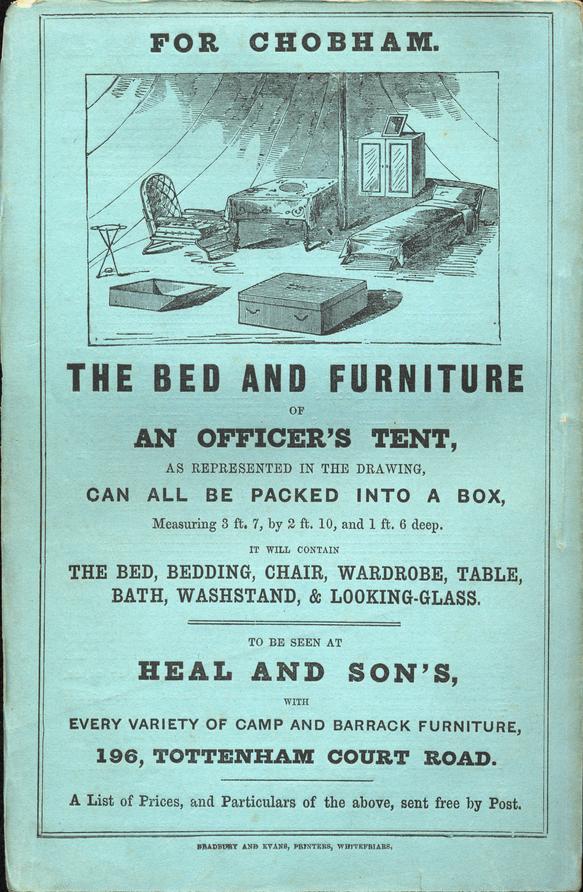 FOR CHOBHAM.
THE BED AND FURNITURE
OF
AN OFFICER'S TENT,
AS REPRESENTED IN THE DRAWING,
CAN ALL BE PACKED INTO A BOX,
Measuring 3 ft. 7, by 2 ft. 10, and 1 ft. 6 deep.
IT WILL CONTAIN
THE BED, BEDDING, CHAIR, WARDROBE, TABLE,
BATH, WASHSTAND, & LOOKING-GLASS.
TO BE SEEN AT
HEAL AND SON'S,
WITH
EVERY VARIETY OF CAMP AND BARRACK FURNITURE,
196, TOTTENHAM COURT ROAD.
A List of Prices, and Particulars of the above, sent free by Post.
BRADBURY AND EVANS, PRINTERS, WHITEFRIARS.